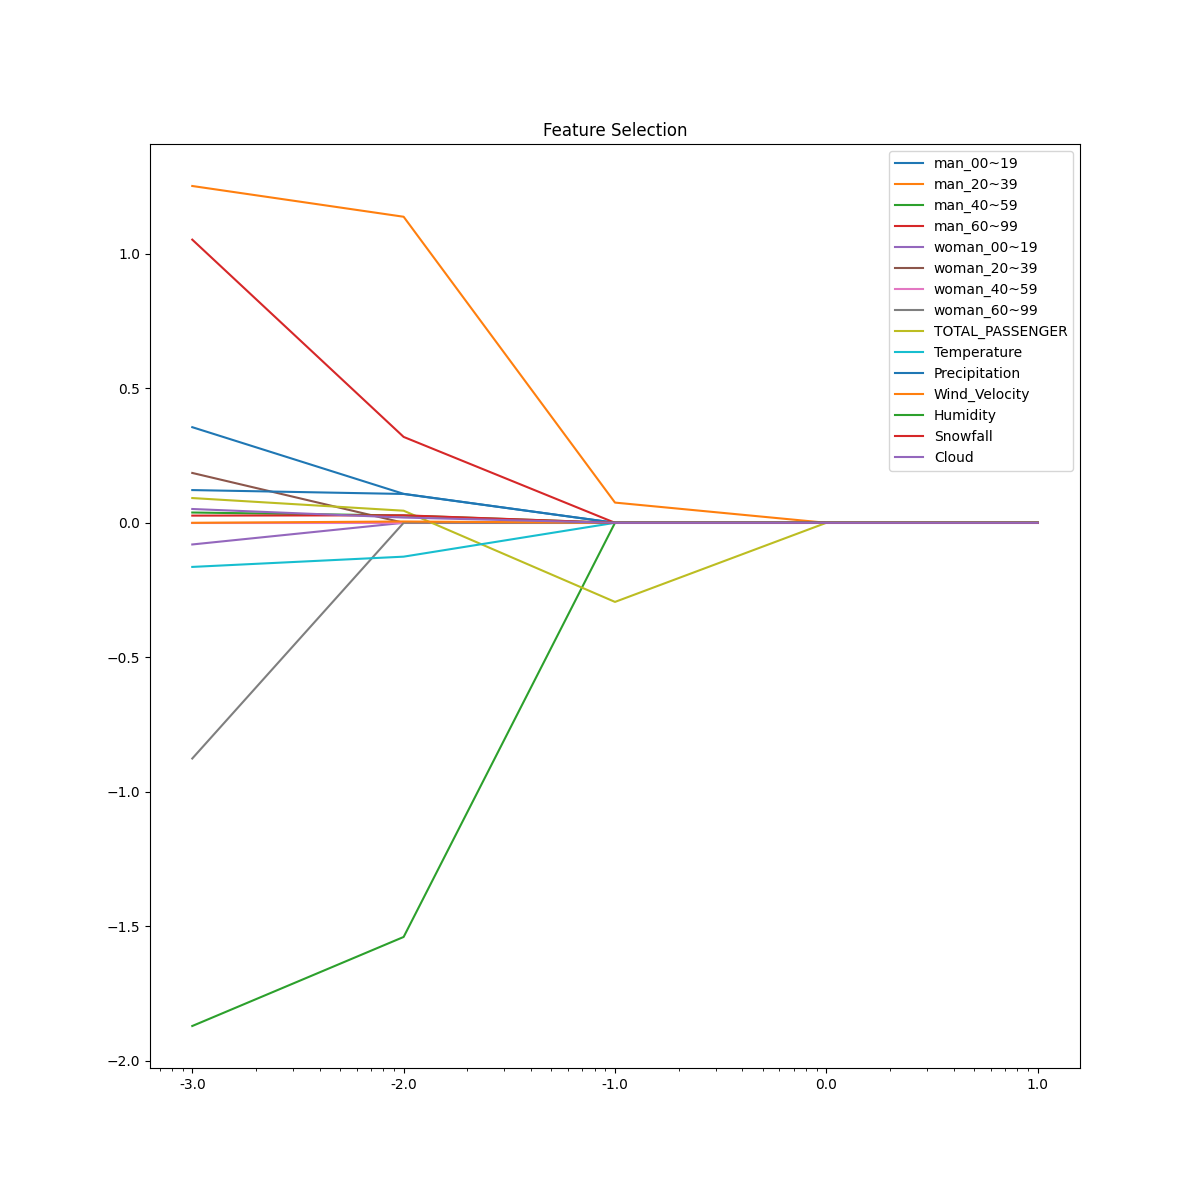 Feature Selection
man_00~19
man_20~39
man_40~59
man_60~99
woman_00~19
woman_20~39
woman_40~59
woman_60~99
TOTAL_PASSENGER
Temperature
Precipitation
Wind_Velocity
Humidity
Snowfall
Cloud
1.0
0.5
0.0
−0.5
−1.0
−1.5
−2.0
-3.0 -2.0 -1.0 0.0 1.0